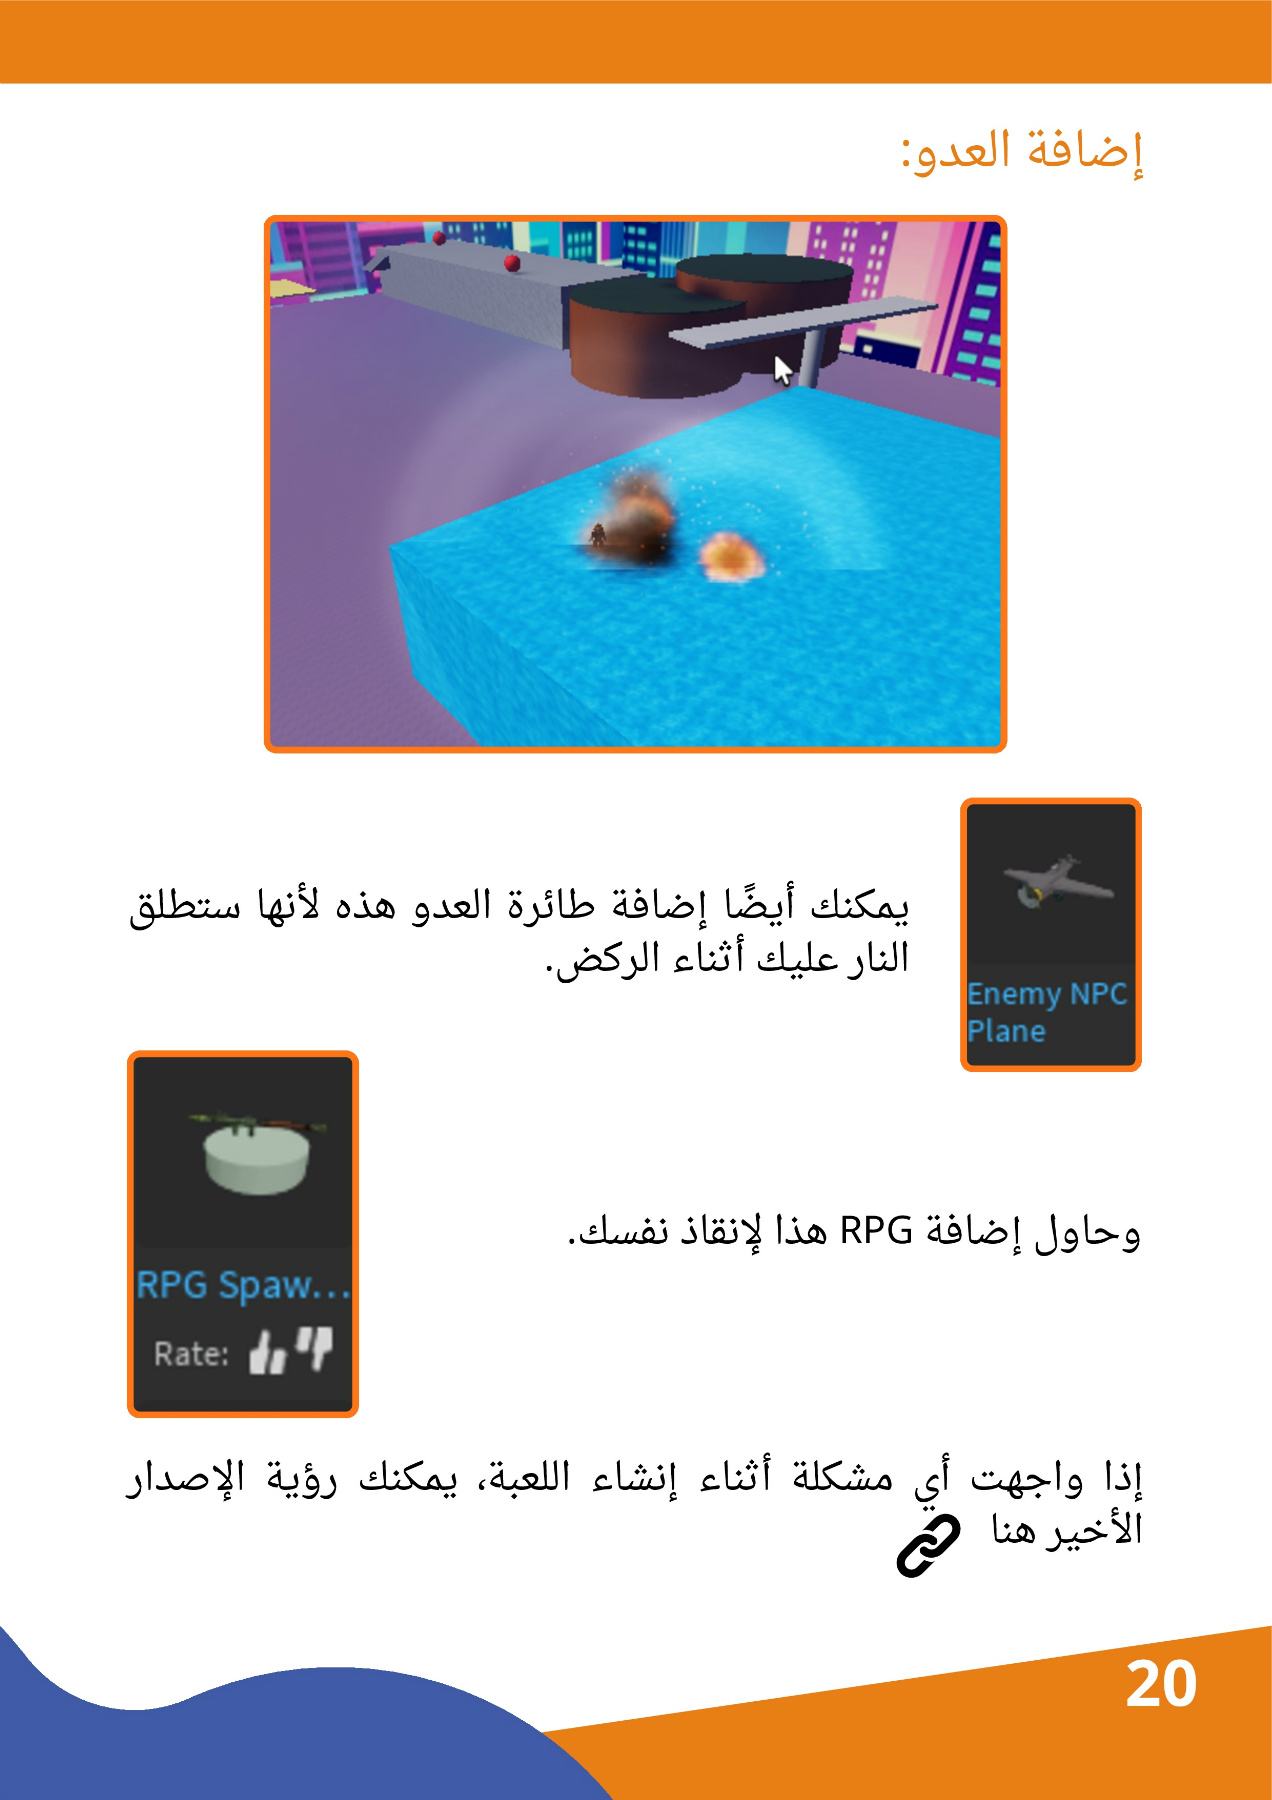 إضافة العدو:
يمكنك أيضًا إضافة طائرة العدو هذه لأنها ستطلق
النار عليك أثناء الركض.
Enemy NPC
Plane
وحاول إضافة RPG هذا لإنقاذ نفسك.
RPG Spaw...
Rate:
إذا واجهت أي مشكلة أثناء إنشاء اللعبة، يمكنك رؤية الإصدار
الأخير هنا
20